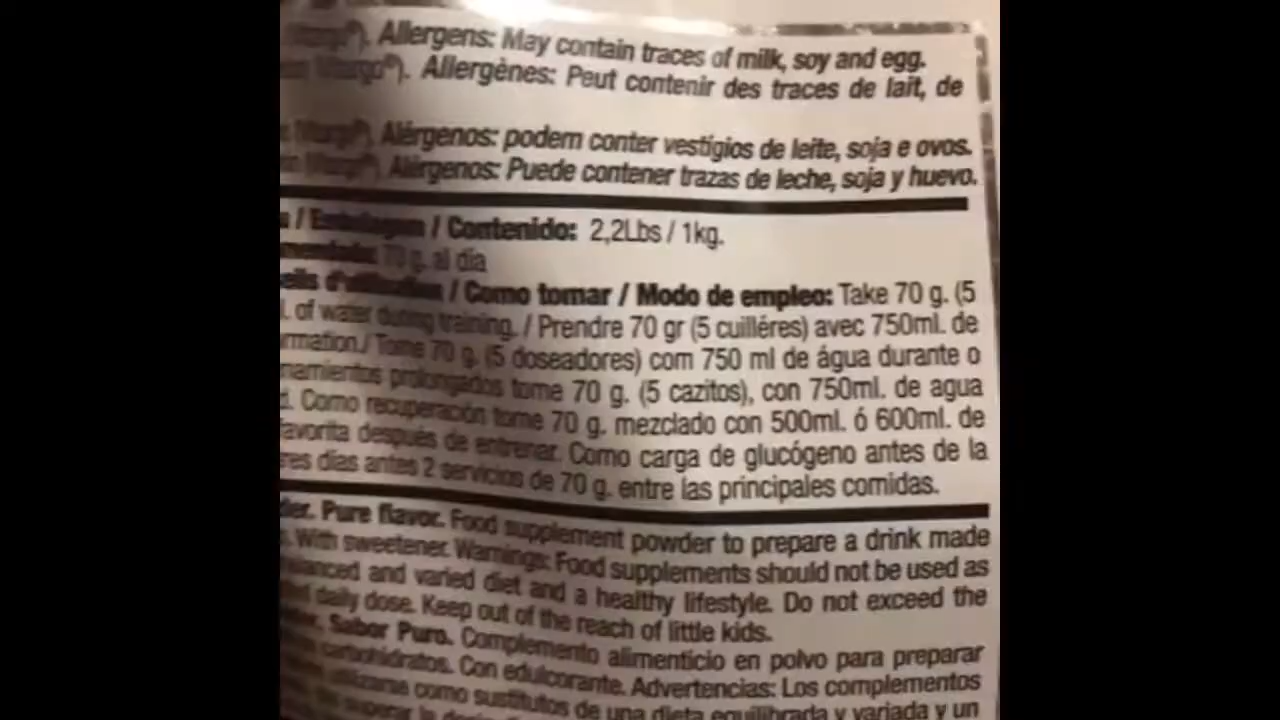 Allergens: May contain traces of milk, soy and egg.
Allergènes: Peut contenir des traces de lait, de
Alérgenos: podem conter vestígios de leite, soja e ovos.
Alérgenos: Puede contener trazas de leche, soja y huevo.
/ Contenido: 2,2Lbs / 1kg.
70 g. al día
d'utilisation / Como tomar / Modo de empleo: Take 70 g. (5
of water during training. / Prendre 70 gr (5 cuilléres) avec 750ml. de
Tome 70 g. (5 doseadores) com 750 ml de água durante o
prolongados tome 70 g. (5 cazitos), con 750ml. de agua
Como recuperación tome 70 g. mezclado con 500ml. ó 600ml. de
favorita después de entrenar. Como carga de glucógeno antes de la
días antes 2 servicios de 70 g. entre las principales comidas.
Pure flavor. Food supplement powder to prepare a drink made
With sweetener. Warnings: Food supplements should not be used as
and varied diet and a healthy lifestyle. Do not exceed the
daily dose. Keep out of the reach of little kids.
Sabor Puro. Complemento alimenticio en polvo para preparar
carbohidratos. Con edulcorante. Advertencias: Los complementos
como sustitutos de una dieta equilibrada y variada y un